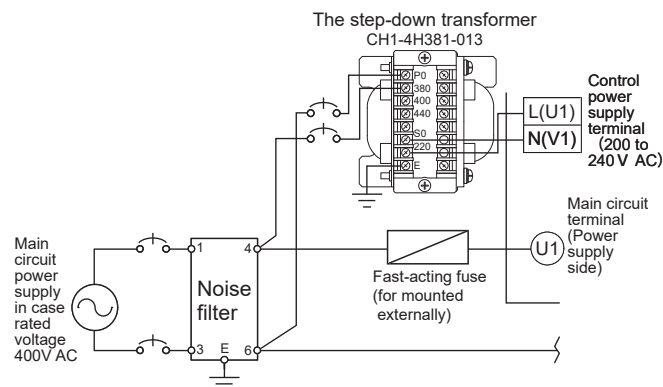 The step-down transformer
CH1-4H381-013
P0
380
400
440
S0
220
E
L(U1)
N(V1)
Control
power
supply
terminal
(200 to
240 V AC)
Main circuit
terminal
(Power
supply
side)
U1
Fast-acting fuse
(for mounted
externally)
Main
circuit
power
supply
in case
rated
voltage
400V AC
1
4
Noise
filter
3
E
6